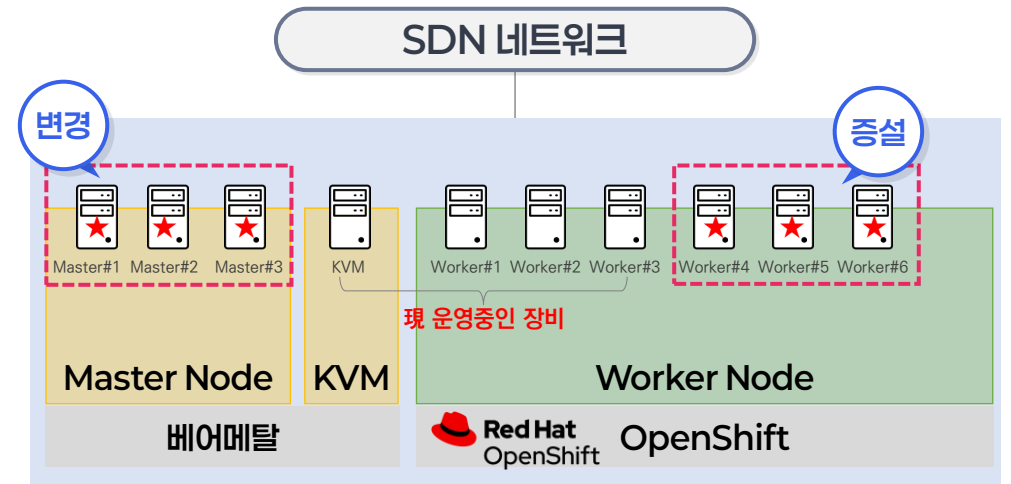 SDN 네트워크
변경
증설
Master#1 Master#2 Master#3 KVM Worker#1 Worker#2 Worker#3 Worker#4 Worker#5 Worker#6
現 운영중인 장비
Master Node KVM Worker Node
베어메탈
Red Hat
OpenShift
OpenShift